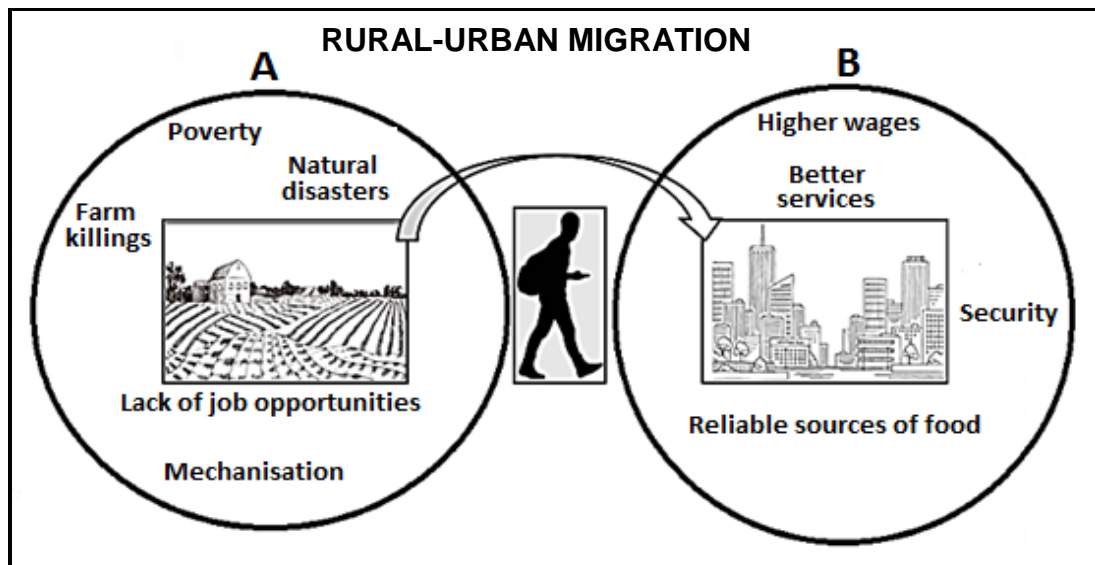 RURAL-URBAN MIGRATION
A
Poverty
Natural
disasters
Farm
killings
Lack of job opportunities
Mechanisation
B
Higher wages
Better
services
Security
Reliable sources of food